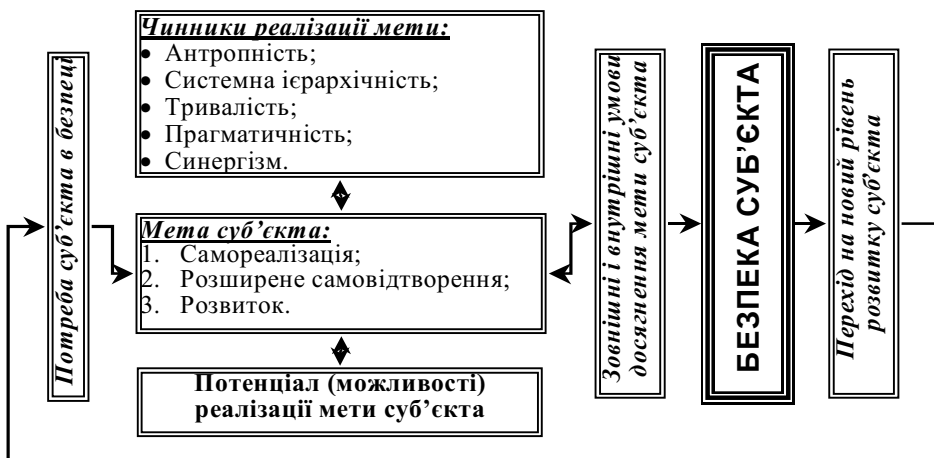 Потреба суб’єкта в безпеці
Чинники реалізації мети:
• Антропність;
• Системна ієрархічність;
• Тривалість;
• Прагматичність;
• Синергізм.
Мета суб’єкта:
1. Самореалізація;
2. Розширене самовідтворення;
3. Розвиток.
Потенціал (можливості)
реалізації мети суб’єкта
Зовнішні і внутрішні умови
досягнення мети суб’єкта
БЕЗПЕКА СУБ’ЄКТА
Перехід на новий рівень
розвитку суб’єкта